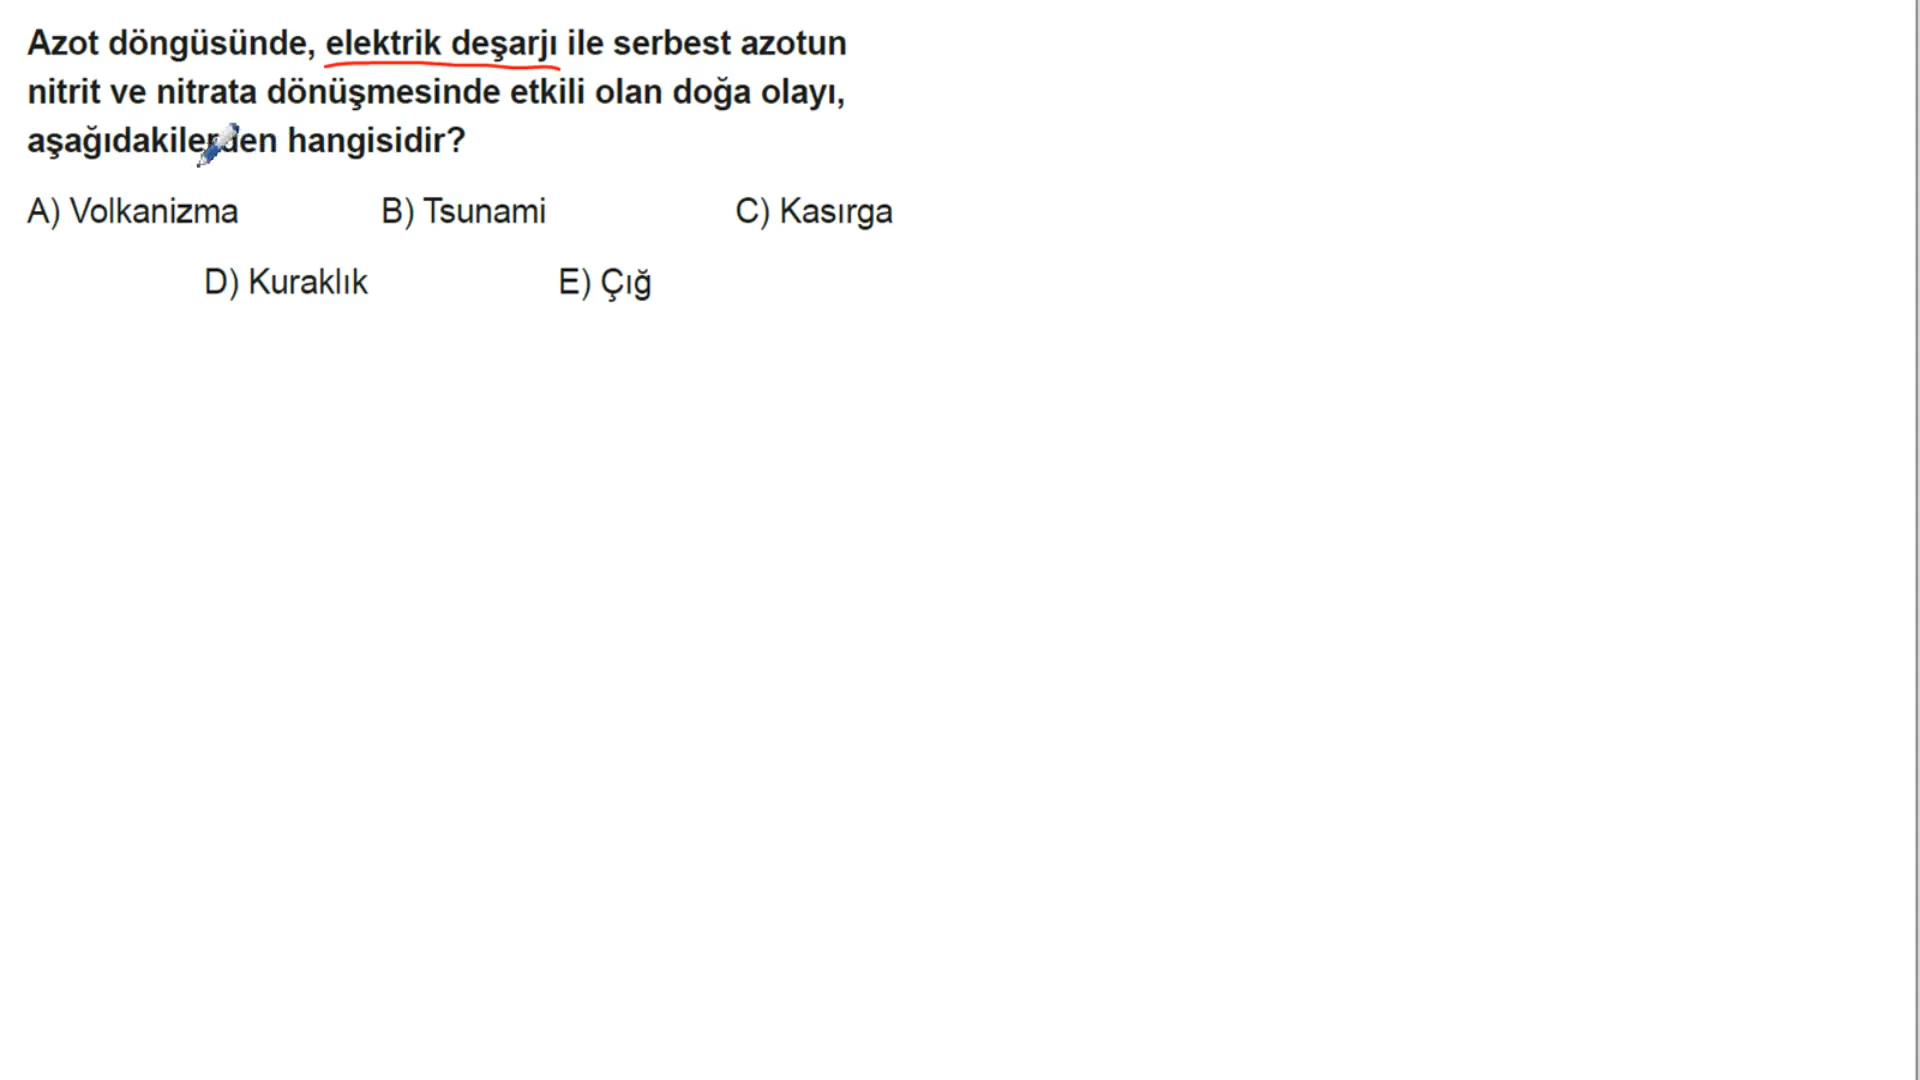 Azot döngüsünde, elektrik deşarjı ile serbest azotun
nitrit ve nitrata dönüşmesinde etkili olan doğa olayı,
aşağıdakilerden hangisidir?
A) Volkanizma B) Tsunami C) Kasırga
D) Kuraklık E) Çığ